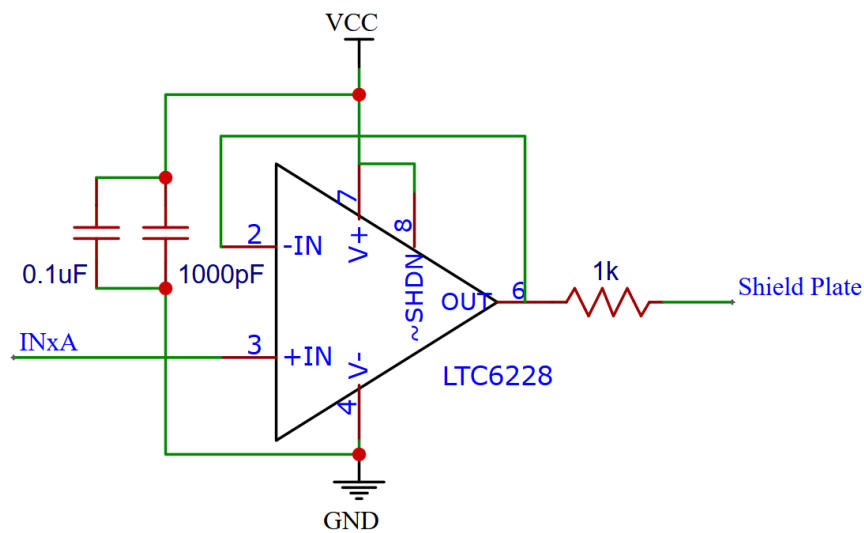 VCC
7
8
2
-IN
V+
~SHDN
0.1uF
1000pF
1k
Shield Plate
OUT
6
INxA
3
+IN
V-
4
LTC6228
GND